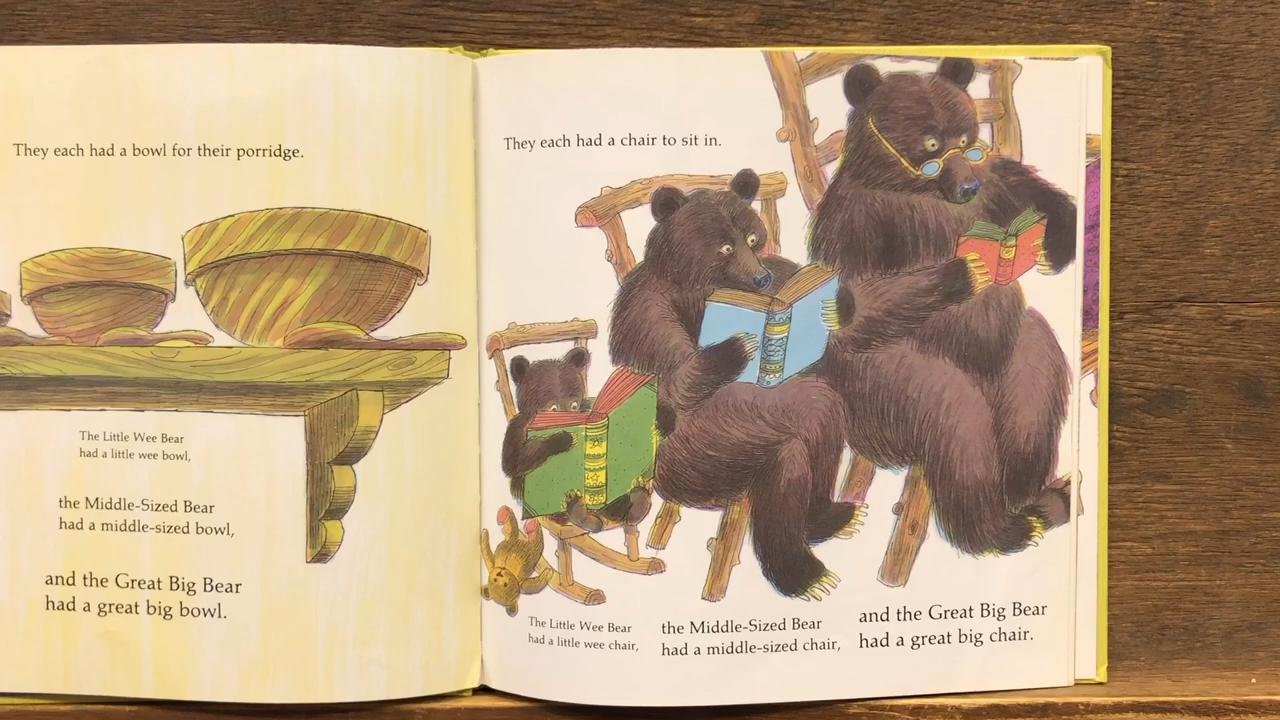 They each had a bowl for their porridge.
The Little Wee Bear
had a little wee bowl,
the Middle-Sized Bear
had a middle-sized bowl,
and the Great Big Bear
had a great big bowl.
They each had a chair to sit in.
The Little Wee Bear
had a little wee chair,
the Middle-Sized Bear
had a middle-sized chair,
and the Great Big Bear
had a great big chair.